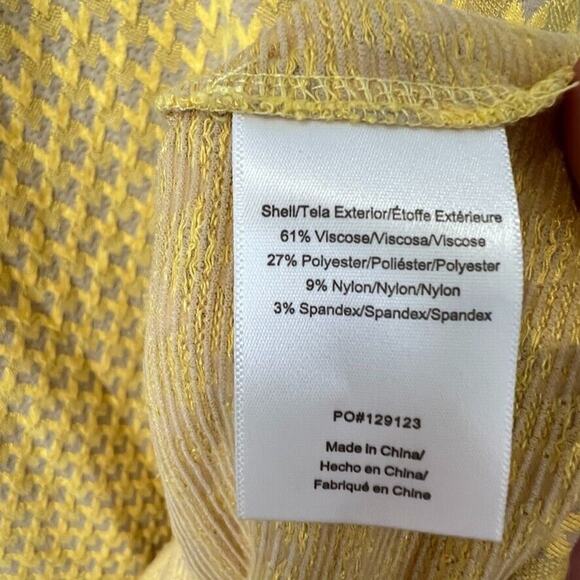 Shell/Tela Exterior/Étoffe Extérieure
61% Viscose/Viscosa/Viscose
27% Polyester/Poliéster/Polyester
9% Nylon/Nylon/Nylon
3% Spandex/Spandex/Spandex
PO#129123
Made in China/
Hecho en China/
Fabriqué en Chine